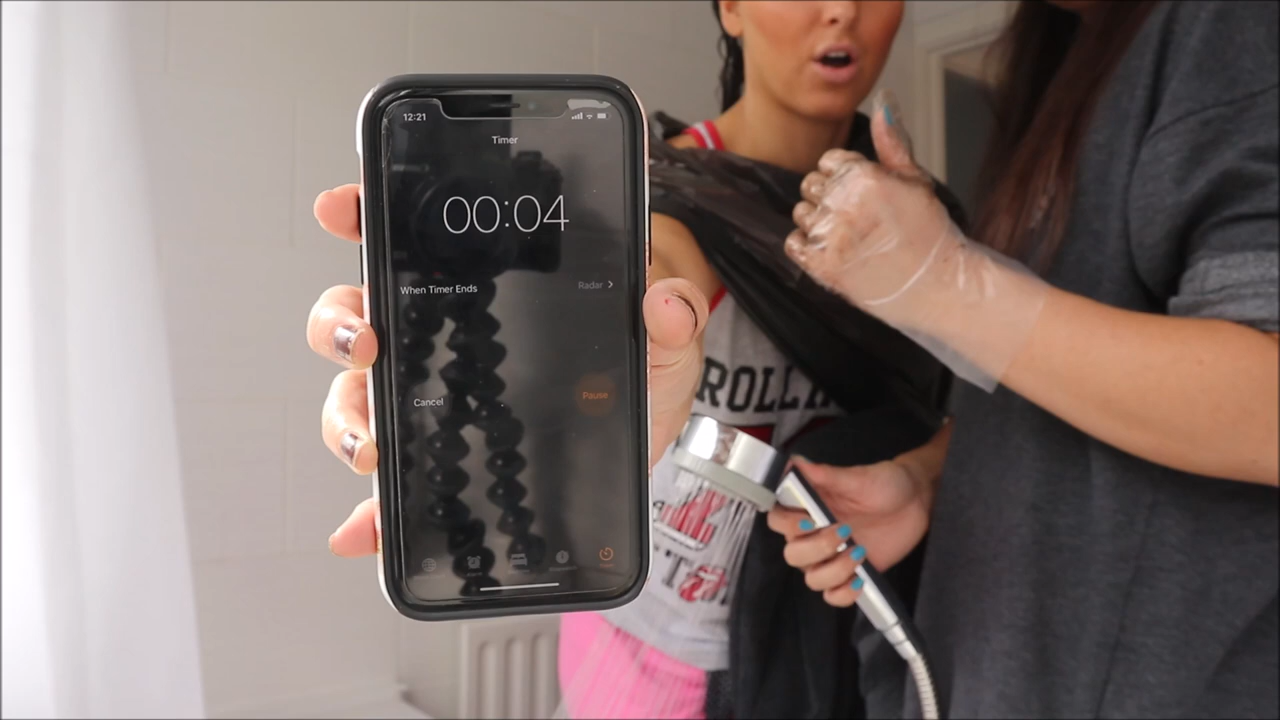 12:21
Timer
00:04
When Timer Ends
Radar
Cancel
Pause
ROLLIN